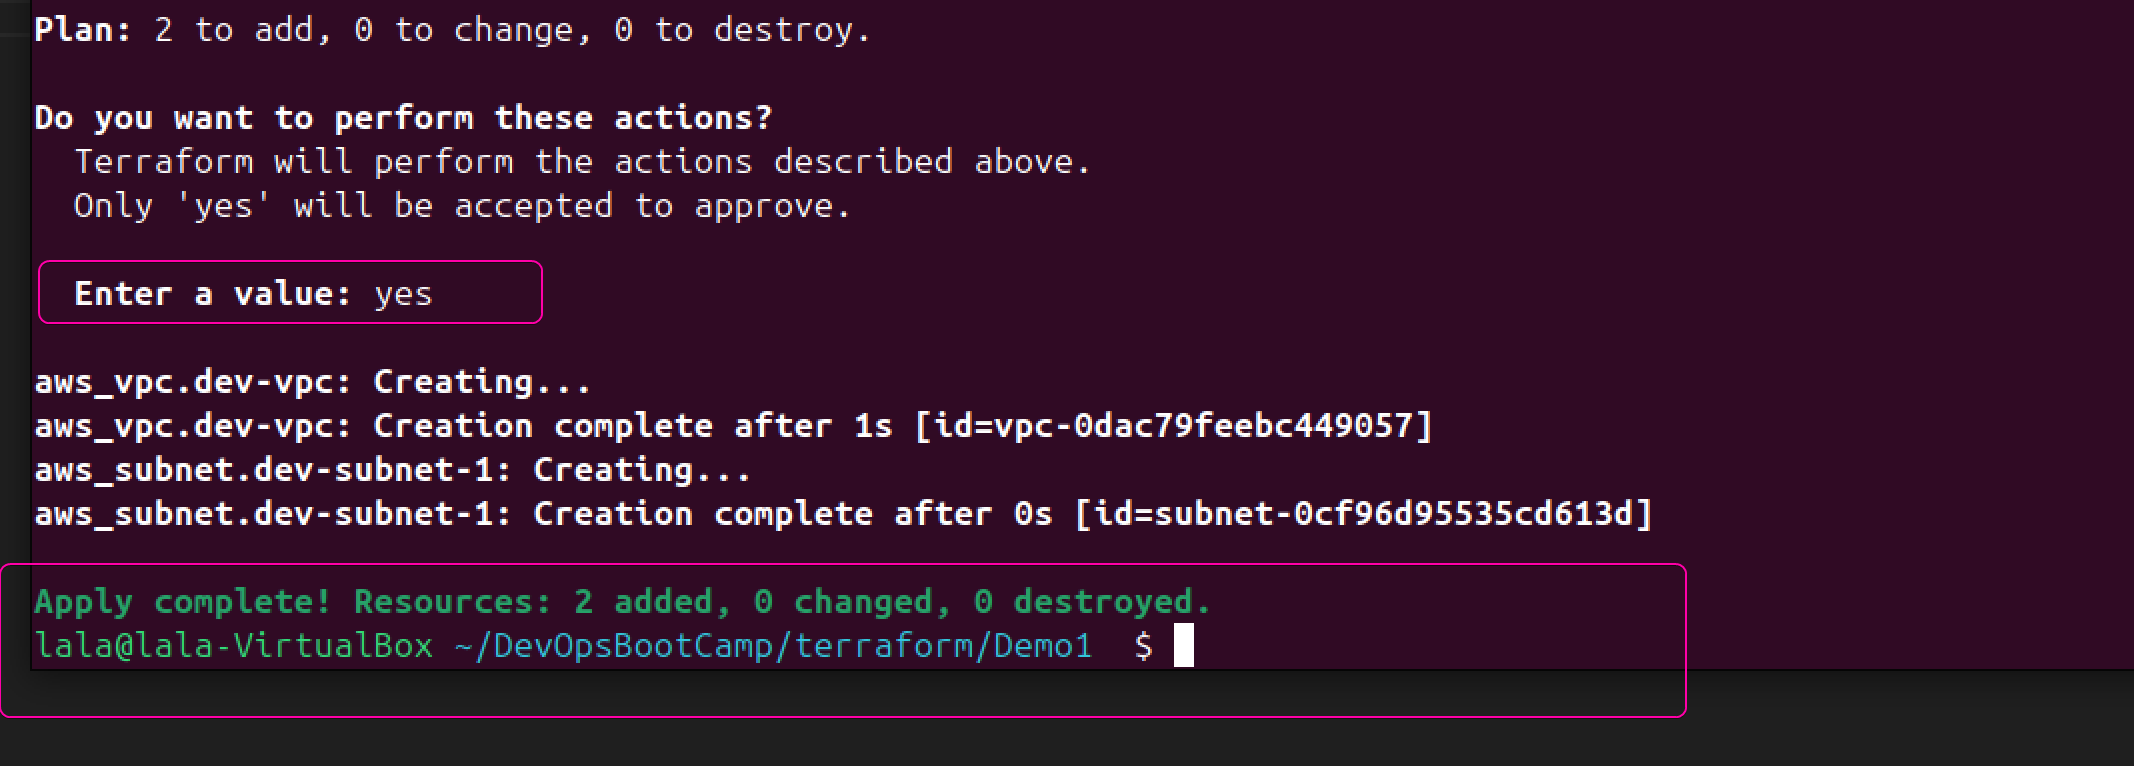 Plan: 2 to add, 0 to change, 0 to destroy.
Do you want to perform these actions?
Terraform will perform the actions described above.
Only 'yes' will be accepted to approve.
Enter a value: yes
aws_vpc.dev-vpc: Creating...
aws_vpc.dev-vpc: Creation complete after 1s [id=vpc-0dac79feebc449057]
aws_subnet.dev-subnet-1: Creating...
aws_subnet.dev-subnet-1: Creation complete after 0s [id=subnet-0cf96d95535cd613d]
Apply complete! Resources: 2 added, 0 changed, 0 destroyed.
lala@lala-VirtualBox ~/DevOpsBootCamp/terraform/Demo1 $